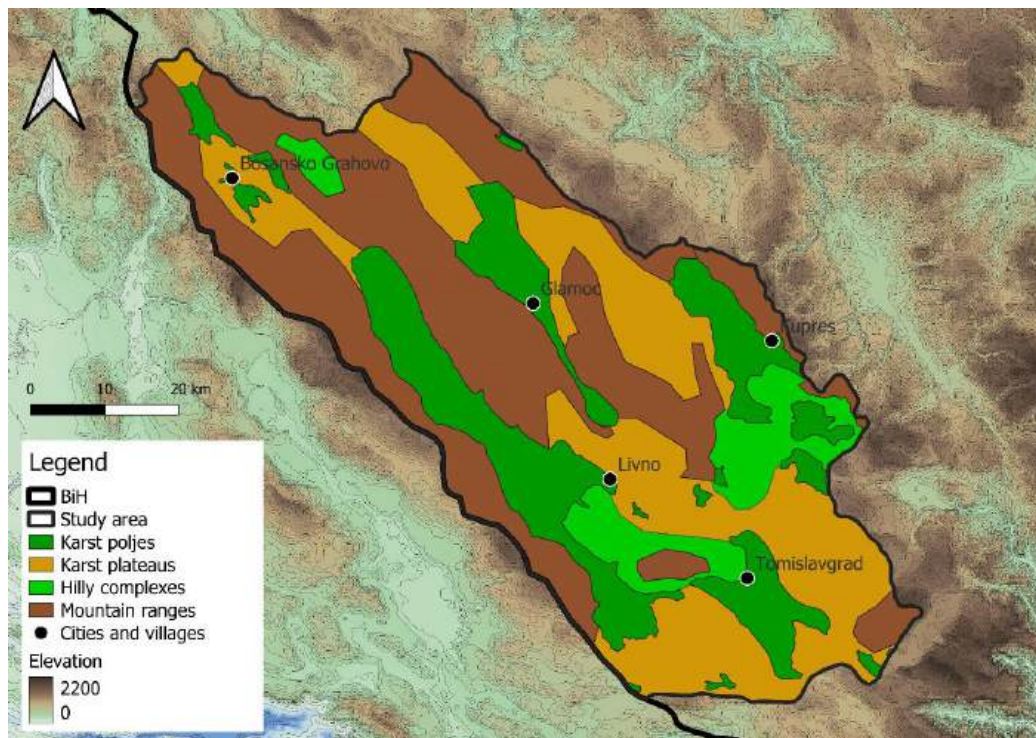 Bosansko Grahovo
Glamoc
Kupres
0 10 20 km
Livno
Tomislavgrad
Legend
BiH
Study area
Karst poljes
Karst plateaus
Hilly complexes
Mountain ranges
Cities and villages
Elevation
2200
0